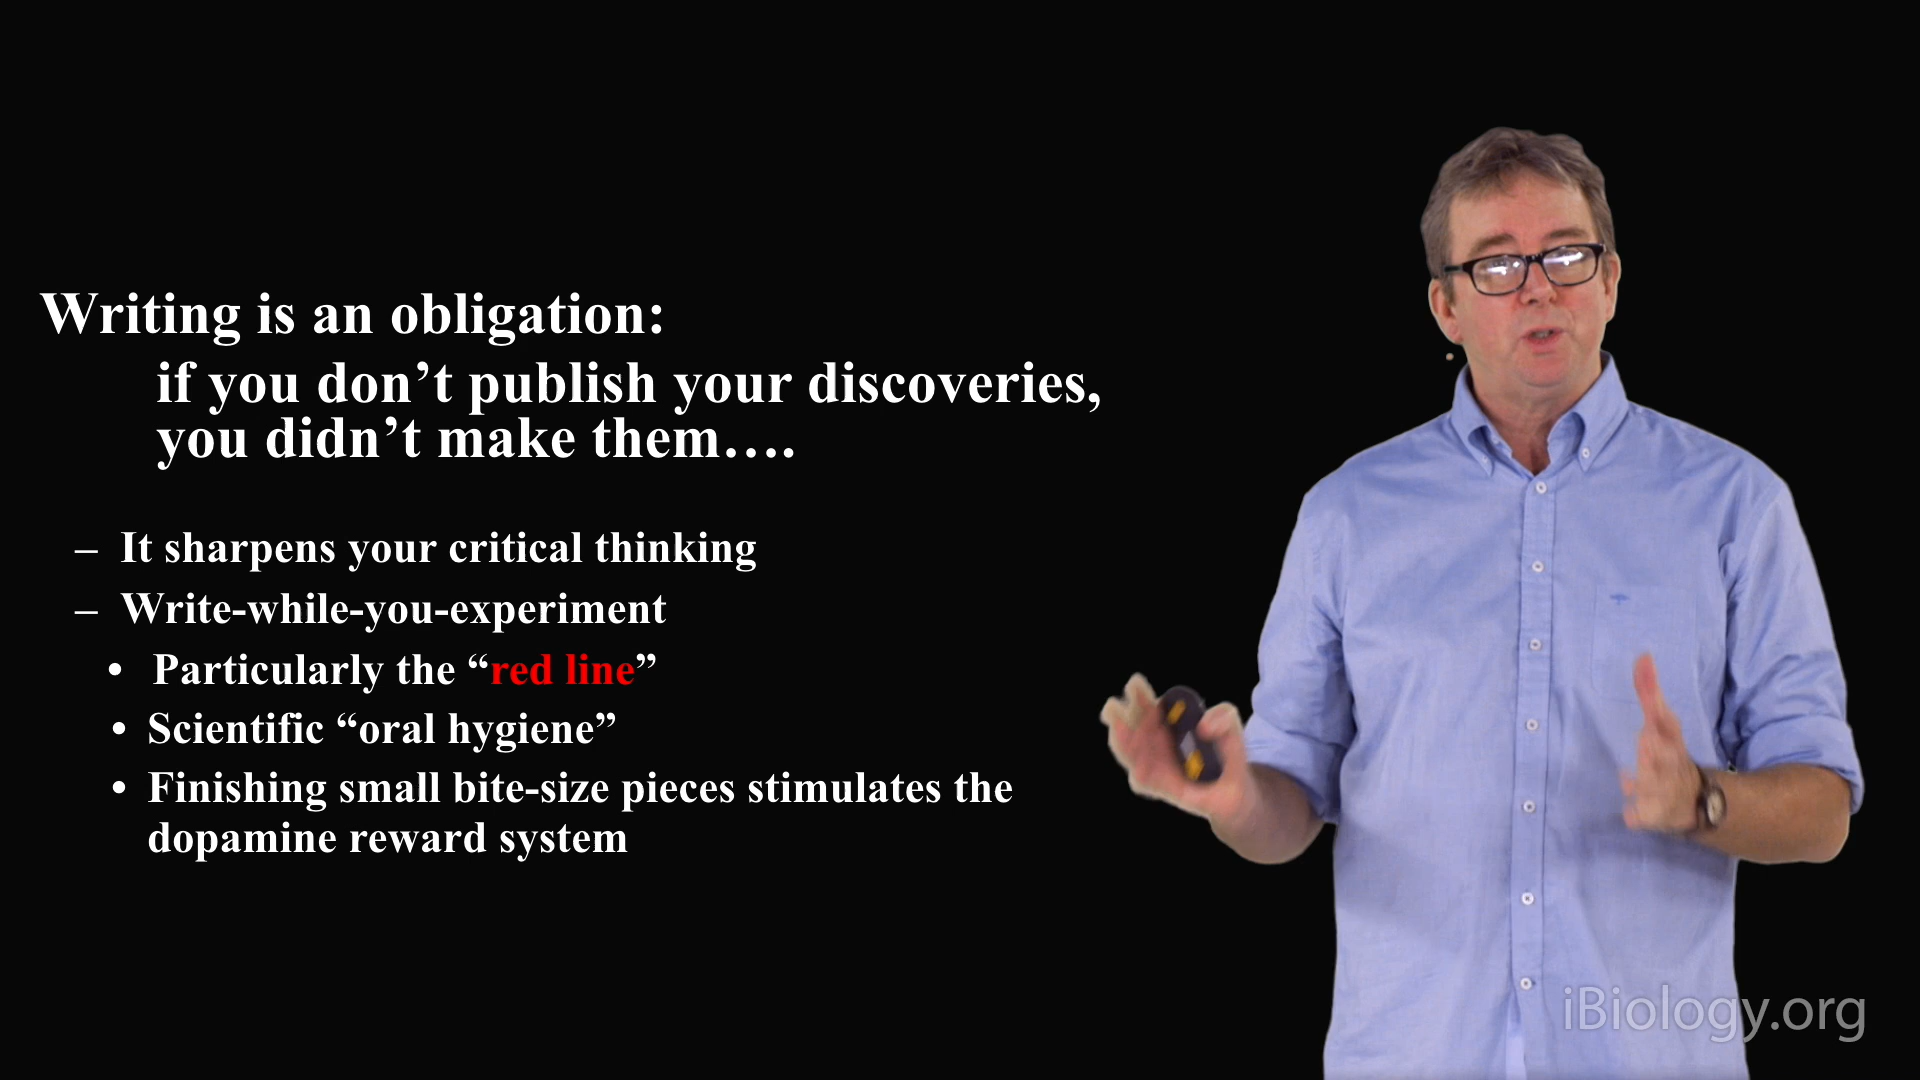 Writing is an obligation:
if you don’t publish your discoveries,
you didn’t make them….
– It sharpens your critical thinking
– Write-while-you-experiment
• Particularly the “red line”
• Scientific “oral hygiene”
• Finishing small bite-size pieces stimulates the
dopamine reward system
iBiology.org